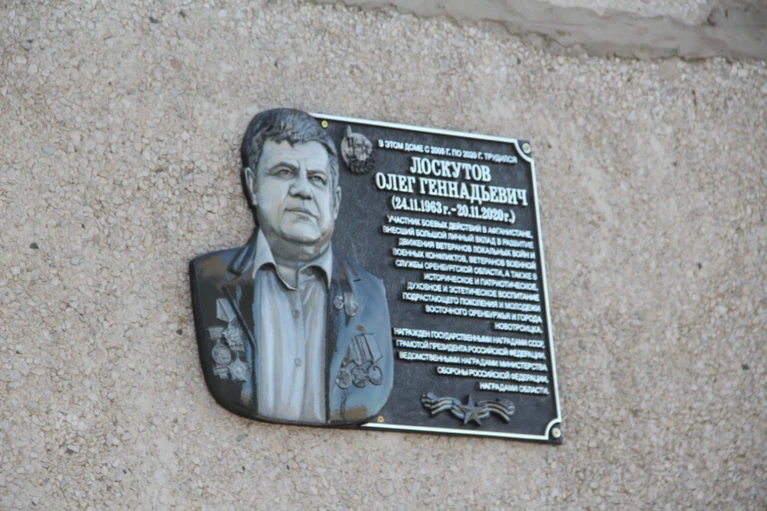 В ЭТОМ ДОМЕ С 2005 Г. ПО 2020 Г. ТРУДИЛСЯ
ЛОСКУТОВ
ОЛЕГ ГЕННАДЬЕВИЧ
(24.11.1963 г. - 20.11.2020 г.)
УЧАСТНИК БОЕВЫХ ДЕЙСТВИЙ В АФГАНИСТАНЕ,
ВНЕСШИЙ БОЛЬШОЙ ЛИЧНЫЙ ВКЛАД В РАЗВИТИЕ
ДВИЖЕНИЯ ВЕТЕРАНОВ ЛОКАЛЬНЫХ ВОЙН И
ВОЕННЫХ КОНФЛИКТОВ, ВЕТЕРАНОВ ВОЕННОЙ
СЛУЖБЫ ОРЕНБУРГСКОЙ ОБЛАСТИ, А ТАКЖЕ В
ИСТОРИЧЕСКОЕ И ПАТРИОТИЧЕСКОЕ,
ДУХОВНОЕ И ЭСТЕТИЧЕСКОЕ ВОСПИТАНИЕ
ПОДРАСТАЮЩЕГО ПОКОЛЕНИЯ И МОЛОДЕЖИ
ВОСТОЧНОГО ОРЕНБУРЖЬЯ И ГОРОДА
НОВОТРОИЦКА.
НАГРАЖДЕН ГОСУДАРСТВЕННЫМИ НАГРАДАМИ СССР,
ГРАМОТОЙ ПРЕЗИДЕНТА РОССИЙСКОЙ ФЕДЕРАЦИИ,
ВЕДОМСТВЕННЫМИ НАГРАДАМИ МИНИСТЕРСТВА
ОБОРОНЫ РОССИЙСКОЙ ФЕДЕРАЦИИ,
НАГРАДАМИ ОБЛАСТИ.